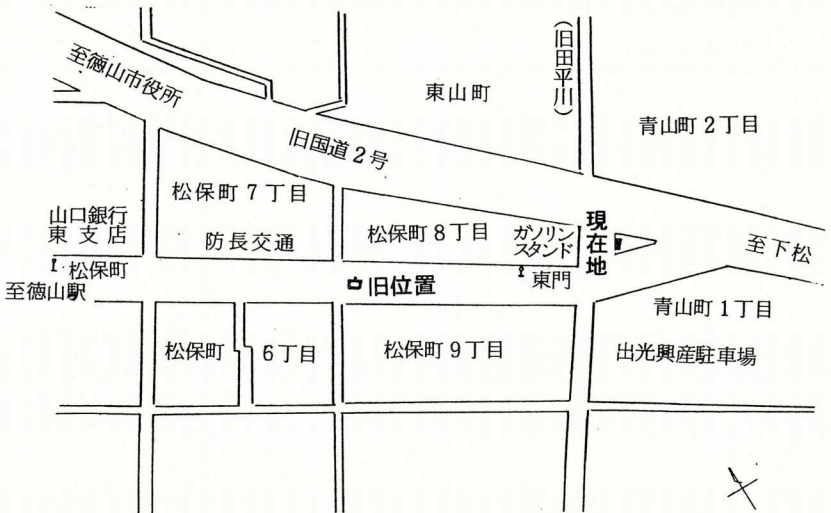 至徳山市役所
(旧田平川)
東山町
青山町2丁目
旧国道2号
松保町7丁目
山口銀行
東支店
防長交通
松保町8丁目
ガソリン
スタンド
現在地
至下松
松保町
至徳山駅
旧位置
東門
青山町1丁目
松保町
6丁目
松保町9丁目
出光興産駐車場